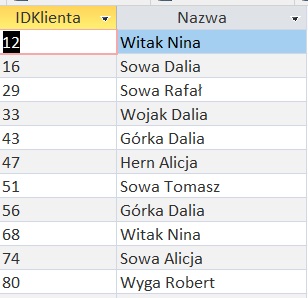 IDKlienta Nazwa
12 Witak Nina
16 Sowa Dalia
29 Sowa Rafał
33 Wojak Dalia
43 Górka Dalia
47 Hern Alicja
51 Sowa Tomasz
56 Górka Dalia
68 Witak Nina
74 Sowa Alicja
80 Wyga Robert